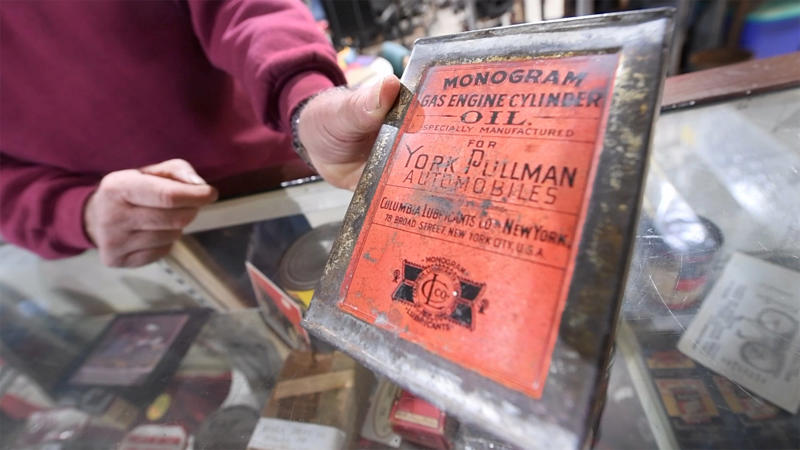 MONOGRAM
GAS ENGINE CYLINDER
OIL.
SPECIALLY MANUFACTURED
FOR
YORK PULLMAN
AUTOMOBILES
COLUMBIA LUBRICANTS CO. NEW YORK.
78 BROAD STREET, NEW YORK CITY, U.S.A.
MONOGRAM
LUBRICANTS